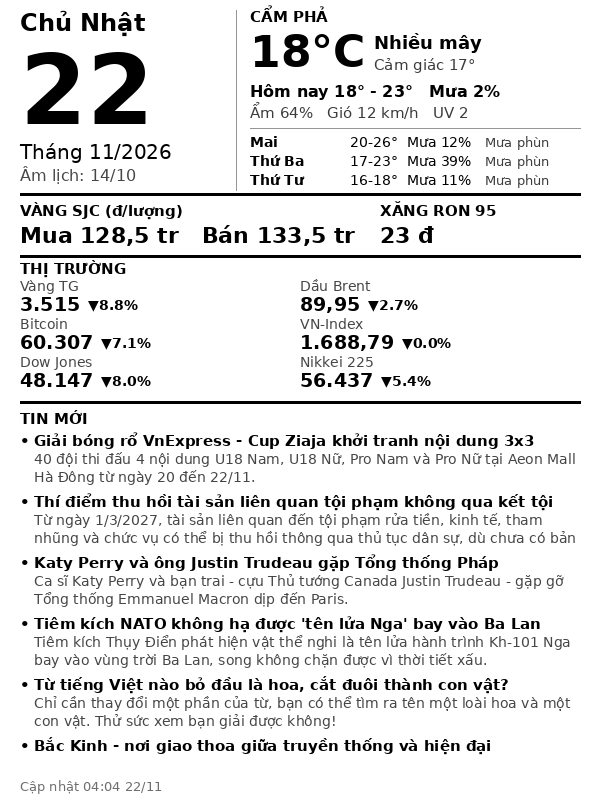 Chủ Nhật
22
Tháng 11/2026
Âm lịch: 14/10
CẨM PHẢ
18°C Nhiều mây
Cảm giác 17°
Hôm nay 18° - 23° Mưa 2%
Ẩm 64% Gió 12 km/h UV 2
Mai 20-26° Mưa 12% Mưa phùn
Thứ Ba 17-23° Mưa 39% Mưa phùn
Thứ Tư 16-18° Mưa 11% Mưa phùn
VÀNG SJC (đ/lượng)
Mua 128,5 tr Bán 133,5 tr
XĂNG RON 95
23 đ
THỊ TRƯỜNG
Vàng TG
3.515 ▼8.8%
Dầu Brent
89,95 ▼2.7%
Bitcoin
60.307 ▼7.1%
VN-Index
1.688,79 ▼0.0%
Dow Jones
48.147 ▼8.0%
Nikkei 225
56.437 ▼5.4%
TIN MỚI
• Giải bóng rổ VnExpress - Cup Ziaja khởi tranh nội dung 3x3
40 đội thi đấu 4 nội dung U18 Nam, U18 Nữ, Pro Nam và Pro Nữ tại Aeon Mall
Hà Đông từ ngày 20 đến 22/11.
• Thí điểm thu hồi tài sản liên quan tội phạm không qua kết tội
Từ ngày 1/3/2027, tài sản liên quan đến tội phạm rửa tiền, kinh tế, tham
nhũng và chức vụ có thể bị thu hồi thông qua thủ tục dân sự, dù chưa có bản
• Katy Perry và ông Justin Trudeau gặp Tổng thống Pháp
Ca sĩ Katy Perry và bạn trai - cựu Thủ tướng Canada Justin Trudeau - gặp gỡ
Tổng thống Emmanuel Macron dịp đến Paris.
• Tiêm kích NATO không hạ được 'tên lửa Nga' bay vào Ba Lan
Tiêm kích Thụy Điển phát hiện vật thể nghi là tên lửa hành trình Kh-101 Nga
bay vào vùng trời Ba Lan, song không chặn được vì thời tiết xấu.
• Từ tiếng Việt nào bỏ đầu là hoa, cắt đuôi thành con vật?
Chỉ cần thay đổi một phần của từ, bạn có thể tìm ra tên một loài hoa và một
con vật. Thử sức xem bạn giải được không!
• Bắc Kinh - nơi giao thoa giữa truyền thống và hiện đại
Cập nhật 04:04 22/11